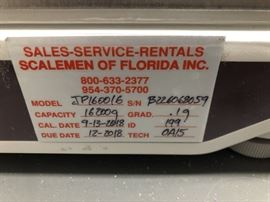 SALES-SERVICE-RENTALS
SCALEMEN OF FLORIDA INC.
800-633-2377
954-370-5700
MODEL JP16001G S/N B226068059
CAPACITY 16200g GRAD. .1g
CAL. DATE 9-13-2018 ID 199
DUE DATE 12-2018 TECH OA15